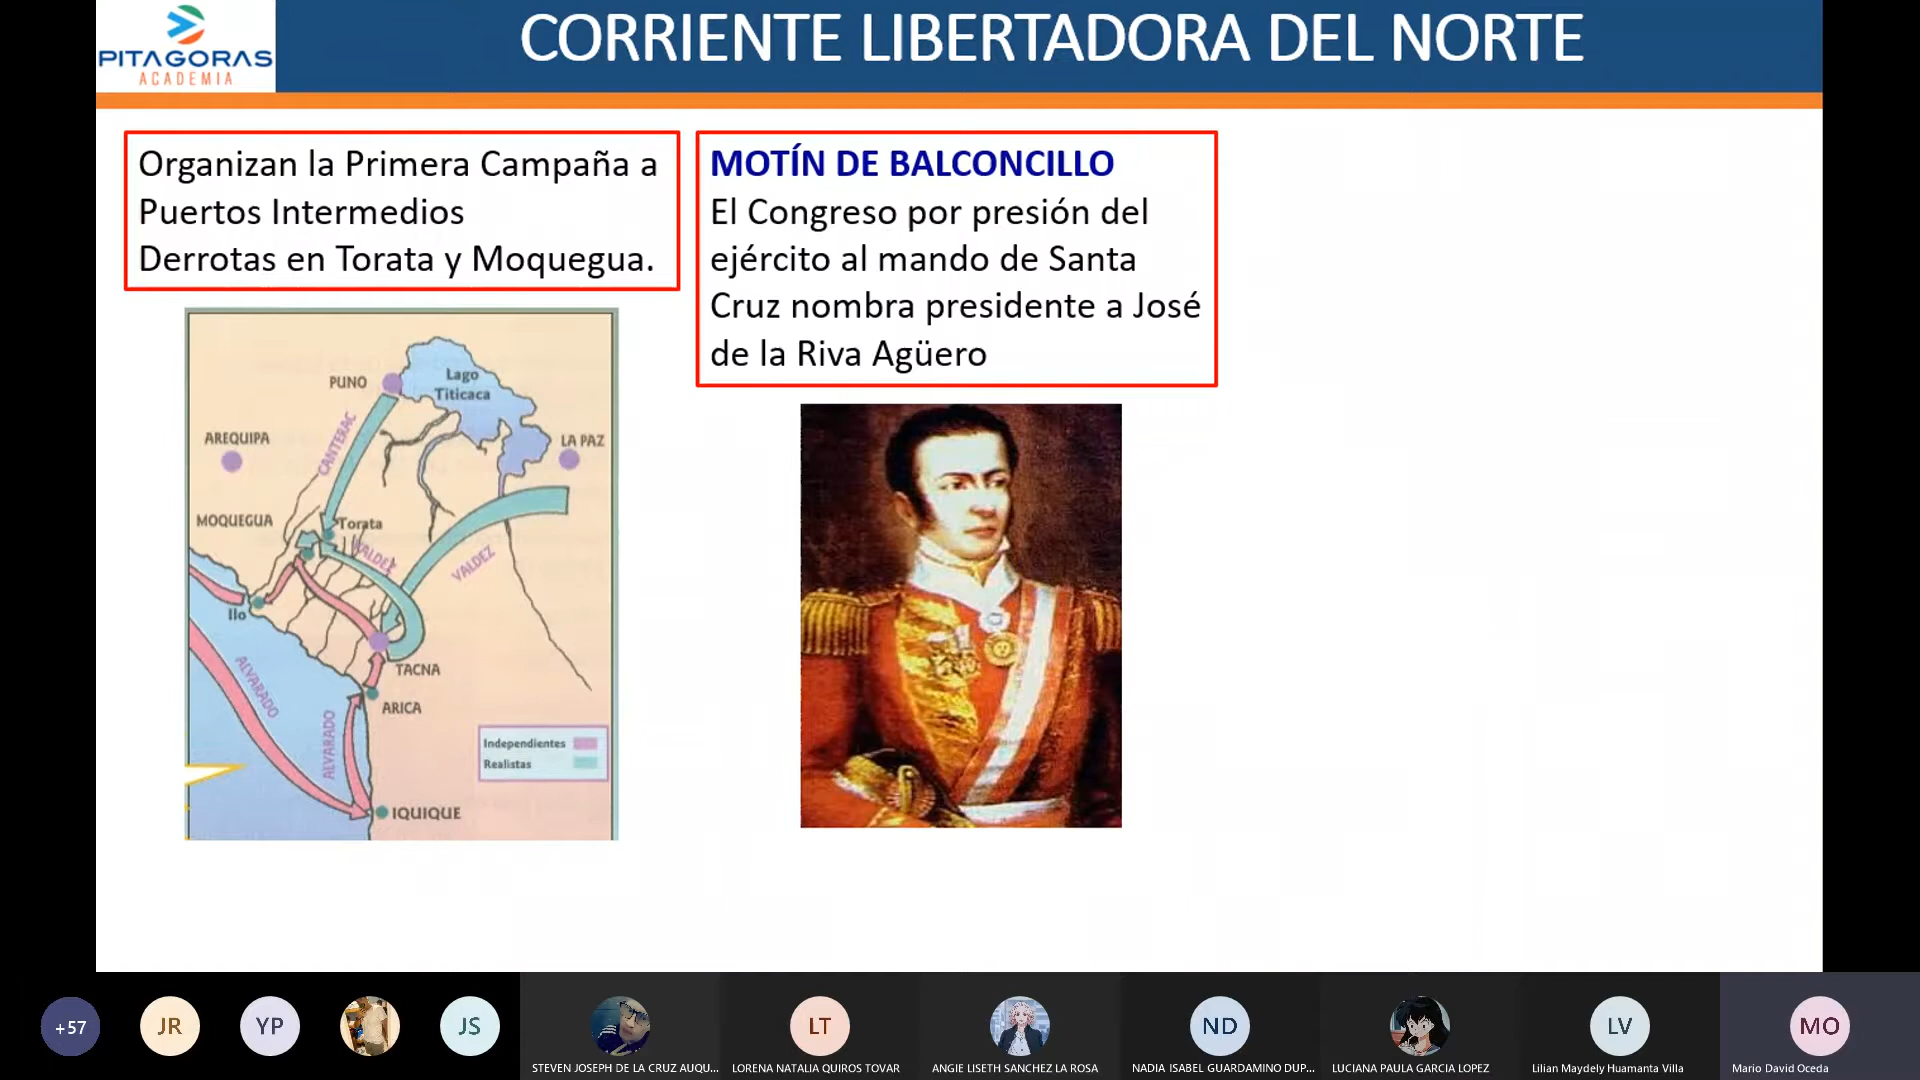 PITAGORAS
ACADEMIA
CORRIENTE LIBERTADORA DEL NORTE
Organizan la Primera Campaña a
Puertos Intermedios
Derrotas en Torata y Moquegua.
MOTÍN DE BALCONCILLO
El Congreso por presión del
ejército al mando de Santa
Cruz nombra presidente a José
de la Riva Agüero
PUNO
Lago
Titicaca
CANTERAC
AREQUIPA
LA PAZ
MOQUEGUA
Torata
VALDEZ
VALDEZ
Ilo
ALVARADO
TACNA
ARICA
ALVARADO
Independientes
Realistas
IQUIQUE
+57
JR
YP
JS
LT
ND
LV
MO
STEVEN JOSEPH DE LA CRUZ AUQU...
LORENA NATALIA QUIROS TOVAR
ANGIE LISETH SANCHEZ LA ROSA
NADIA ISABEL GUARDAMINO DUP...
LUCIANA PAULA GARCIA LOPEZ
Lilian Maydely Huamanta Villa
Mario David Oceda